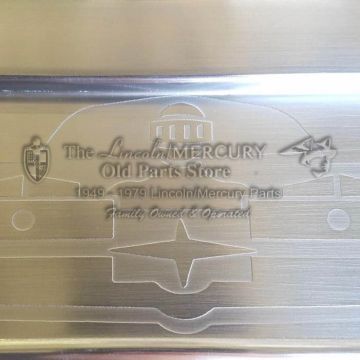 The Lincoln/MERCURY
Old Parts Store
1949 - 1979 Lincoln/Mercury Parts
Family Owned & Operated